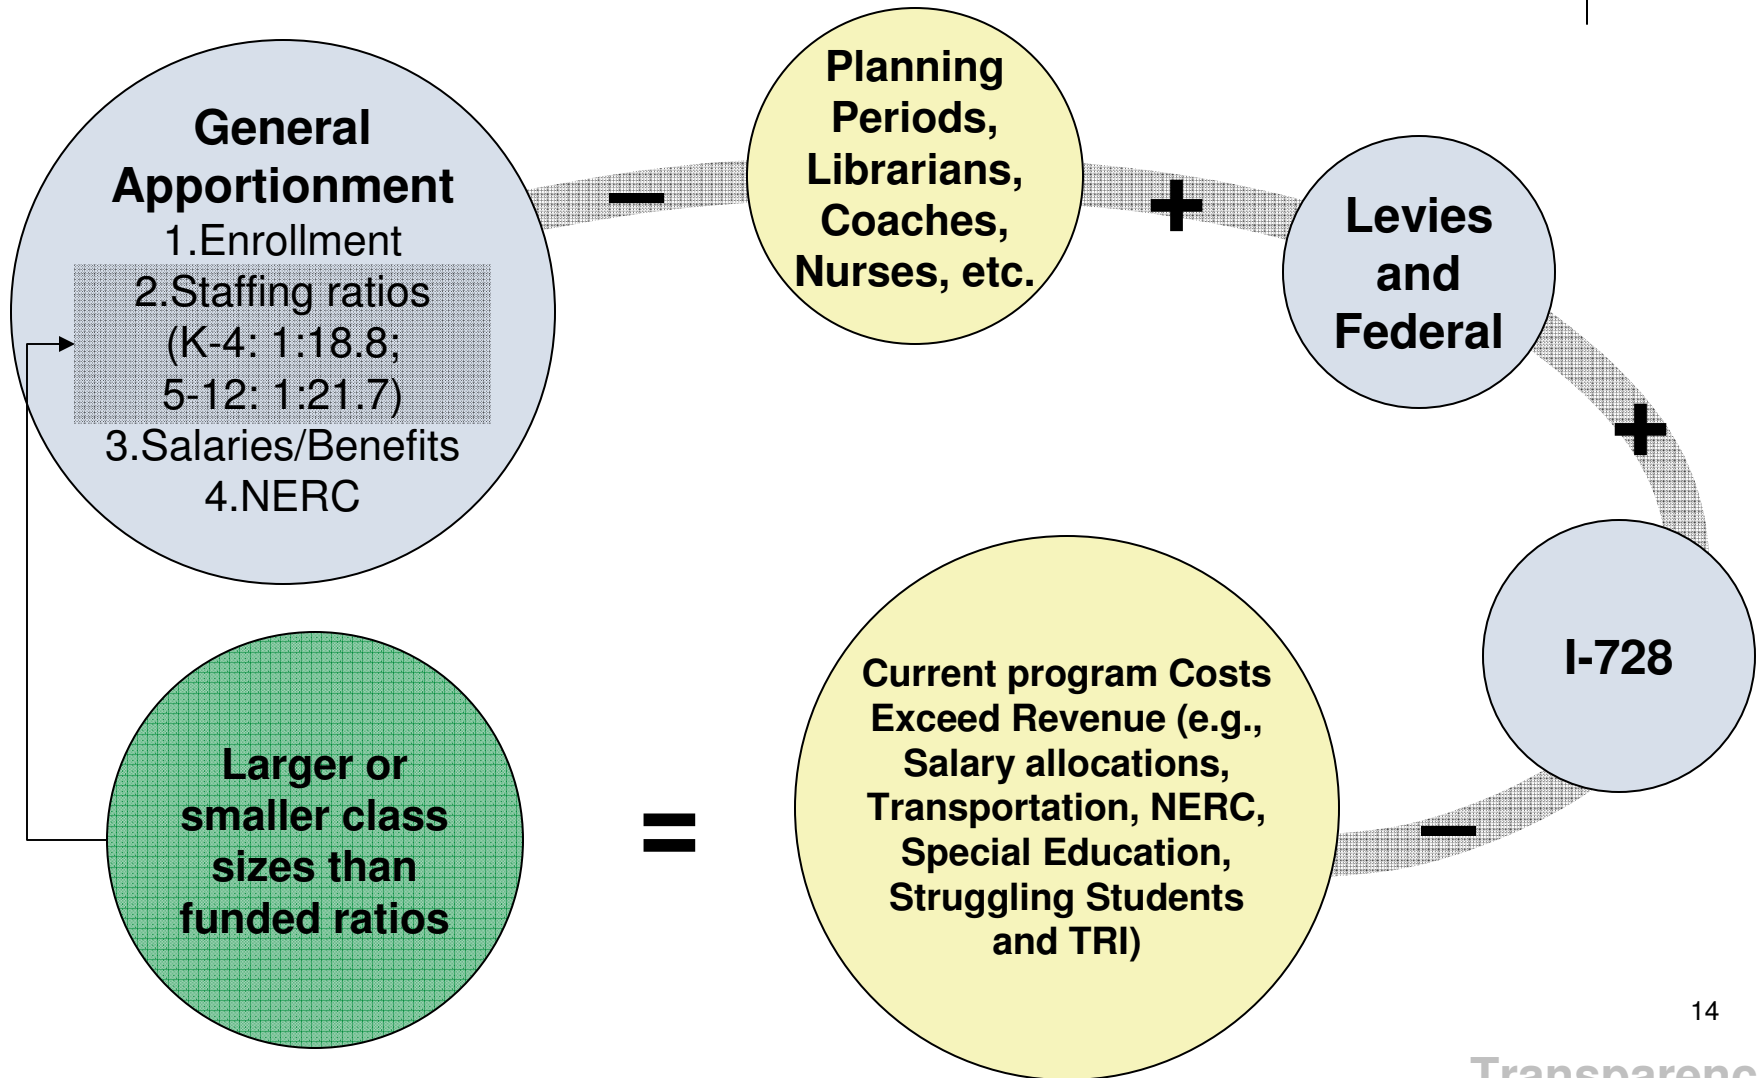 General
Apportionment
1.Enrollment
2.Staffing ratios
(K-4: 1:18.8;
5-12: 1:21.7)
3.Salaries/Benefits
4.NERC
–
Planning
Periods,
Librarians,
Coaches,
Nurses, etc.
+
Levies
and
Federal
+
I-728
–
Current program Costs
Exceed Revenue (e.g.,
Salary allocations,
Transportation, NERC,
Special Education,
Struggling Students
and TRI)
=
Larger or
smaller class
sizes than
funded ratios
14
Transparenc